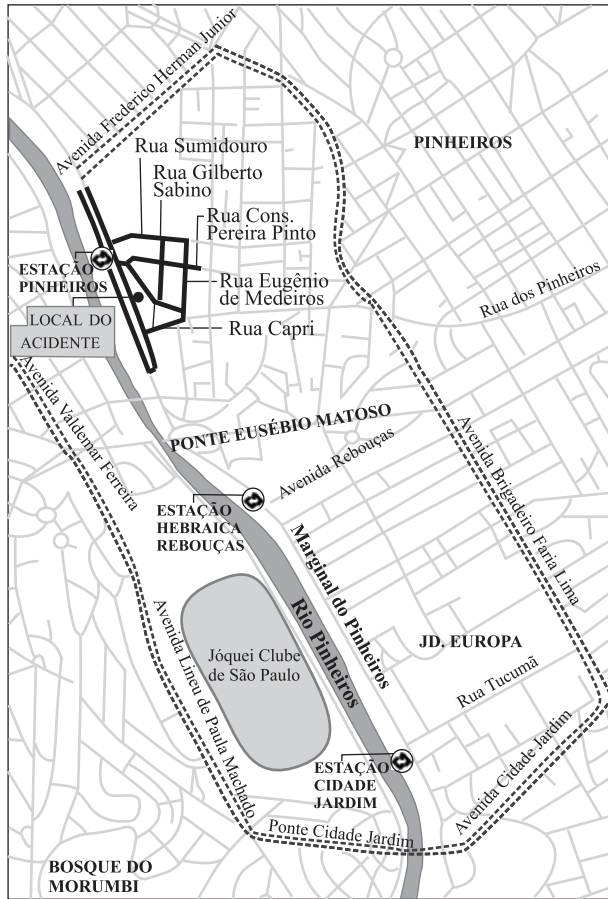 Avenida Frederico Herman Junior
PINHEIROS
Rua Sumidouro
Rua Gilberto
Sabino
Rua Cons.
Pereira Pinto
ESTAÇÃO
PINHEIROS
Rua Eugênio
de Medeiros
Rua dos Pinheiros
LOCAL DO
ACIDENTE
Rua Capri
Avenida Valdemar Ferreira
PONTE EUSÉBIO MATOSO
Avenida Rebouças
Avenida Brigadeiro Faria Lima
ESTAÇÃO
HEBRAICA
REBOUÇAS
Marginal do Pinheiros
Rio Pinheiros
Avenida Lineu de Paula Machado
Jóquei Clube
de São Paulo
JD. EUROPA
Rua Tucumã
ESTAÇÃO
CIDADE
JARDIM
Avenida Cidade Jardim
Ponte Cidade Jardim
BOSQUE DO
MORUMBI